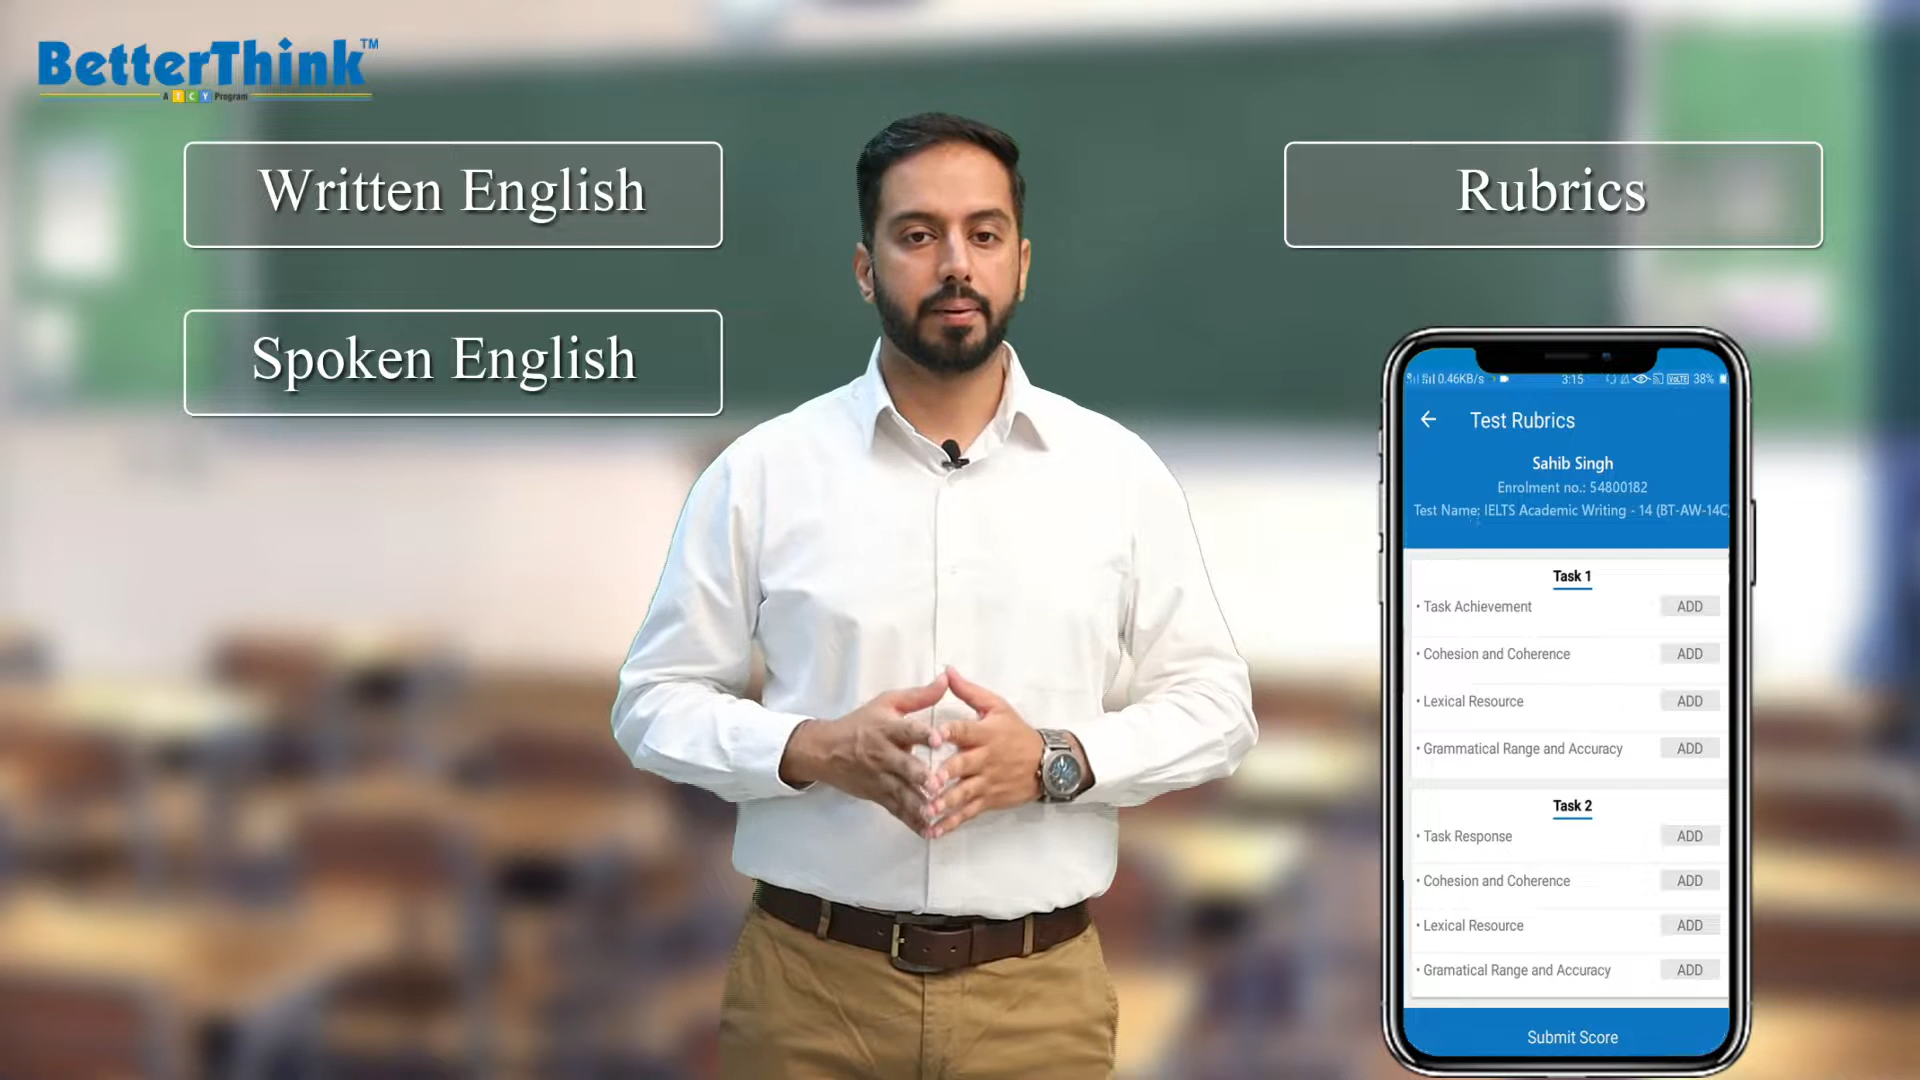 BetterThink™
A TCY Program
Written English
Spoken English
Rubrics
0.46KB/s
3:15
VoLTE 38%
Test Rubrics
Sahib Singh
Enrolment no.: 54800182
Test Name: IELTS Academic Writing - 14 (BT-AW-14C
Task 1
• Task Achievement ADD
• Cohesion and Coherence ADD
• Lexical Resource ADD
• Grammatical Range and Accuracy ADD
Task 2
• Task Response ADD
• Cohesion and Coherence ADD
• Lexical Resource ADD
• Gramatical Range and Accuracy ADD
Submit Score